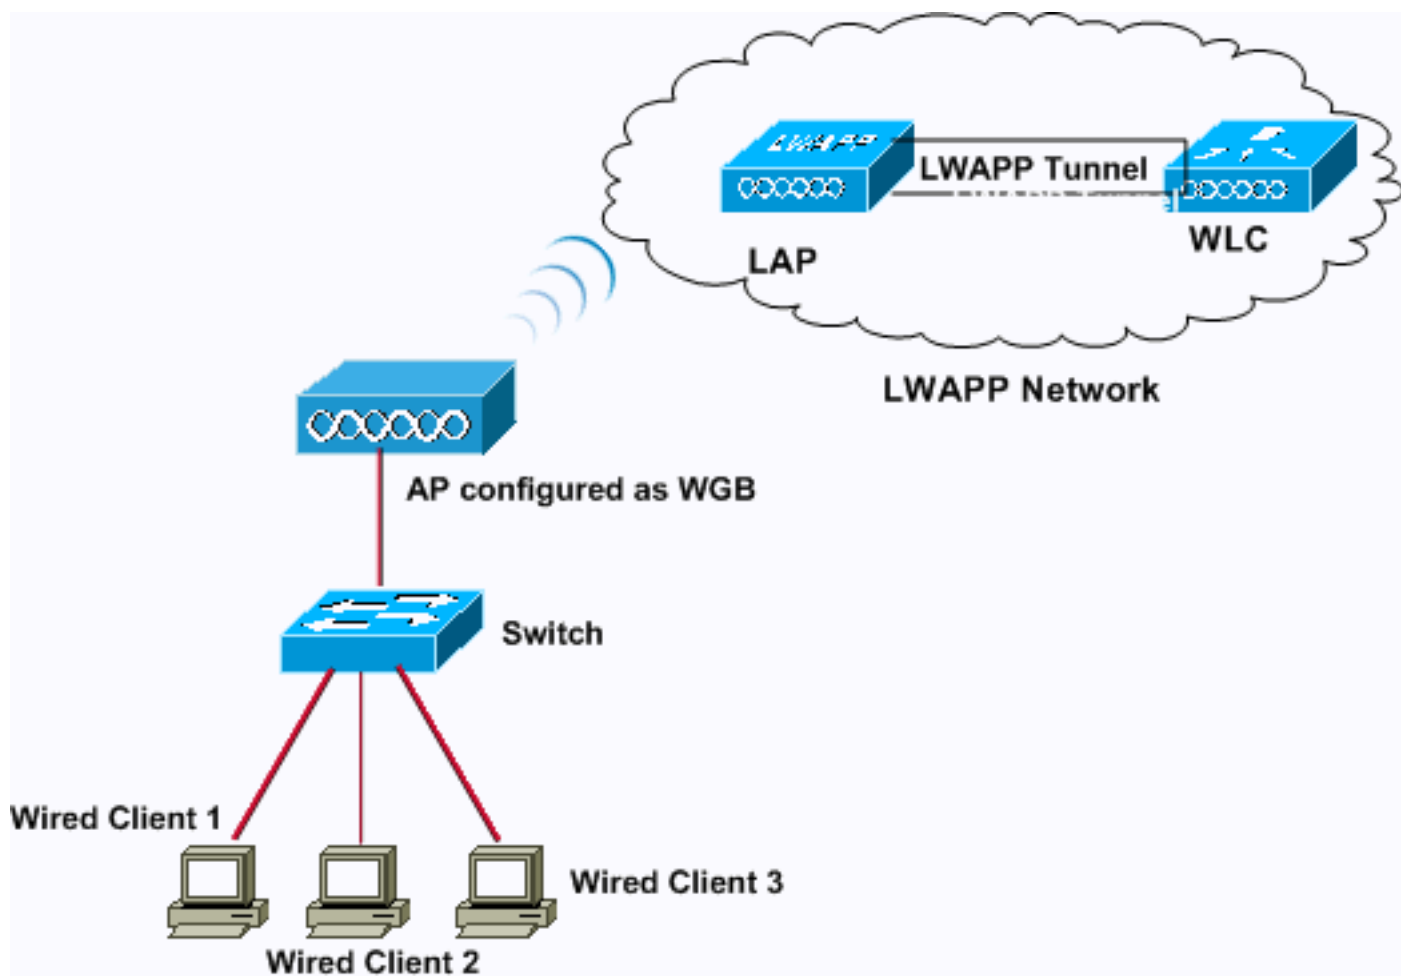 LWAPP
LWAPP Tunnel
WLC
LAP
LWAPP Network
AP configured as WGB
Switch
Wired Client 1
Wired Client 3
Wired Client 2